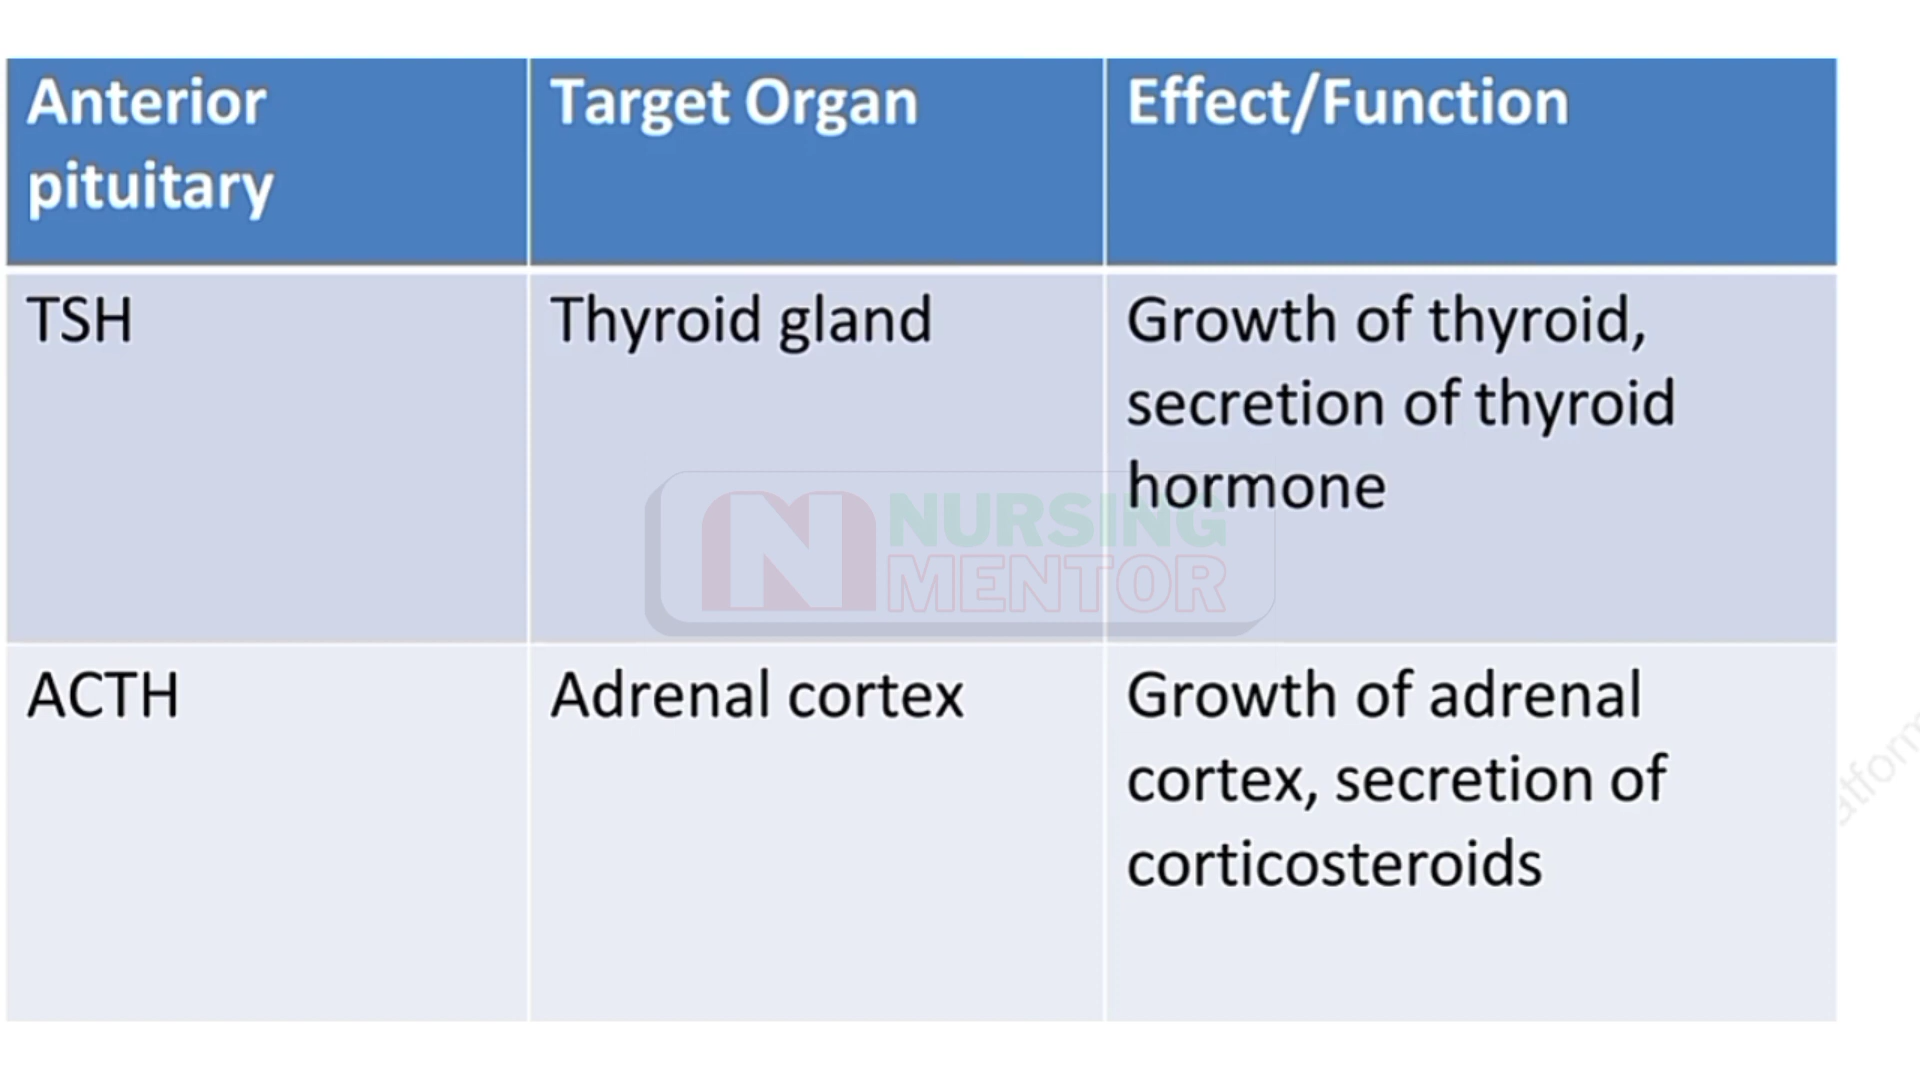 Anterior
pituitary
Target Organ
Effect/Function
TSH
Thyroid gland
Growth of thyroid,
secretion of thyroid
hormone
ACTH
Adrenal cortex
Growth of adrenal
cortex, secretion of
corticosteroids
NURSING
MENTOR